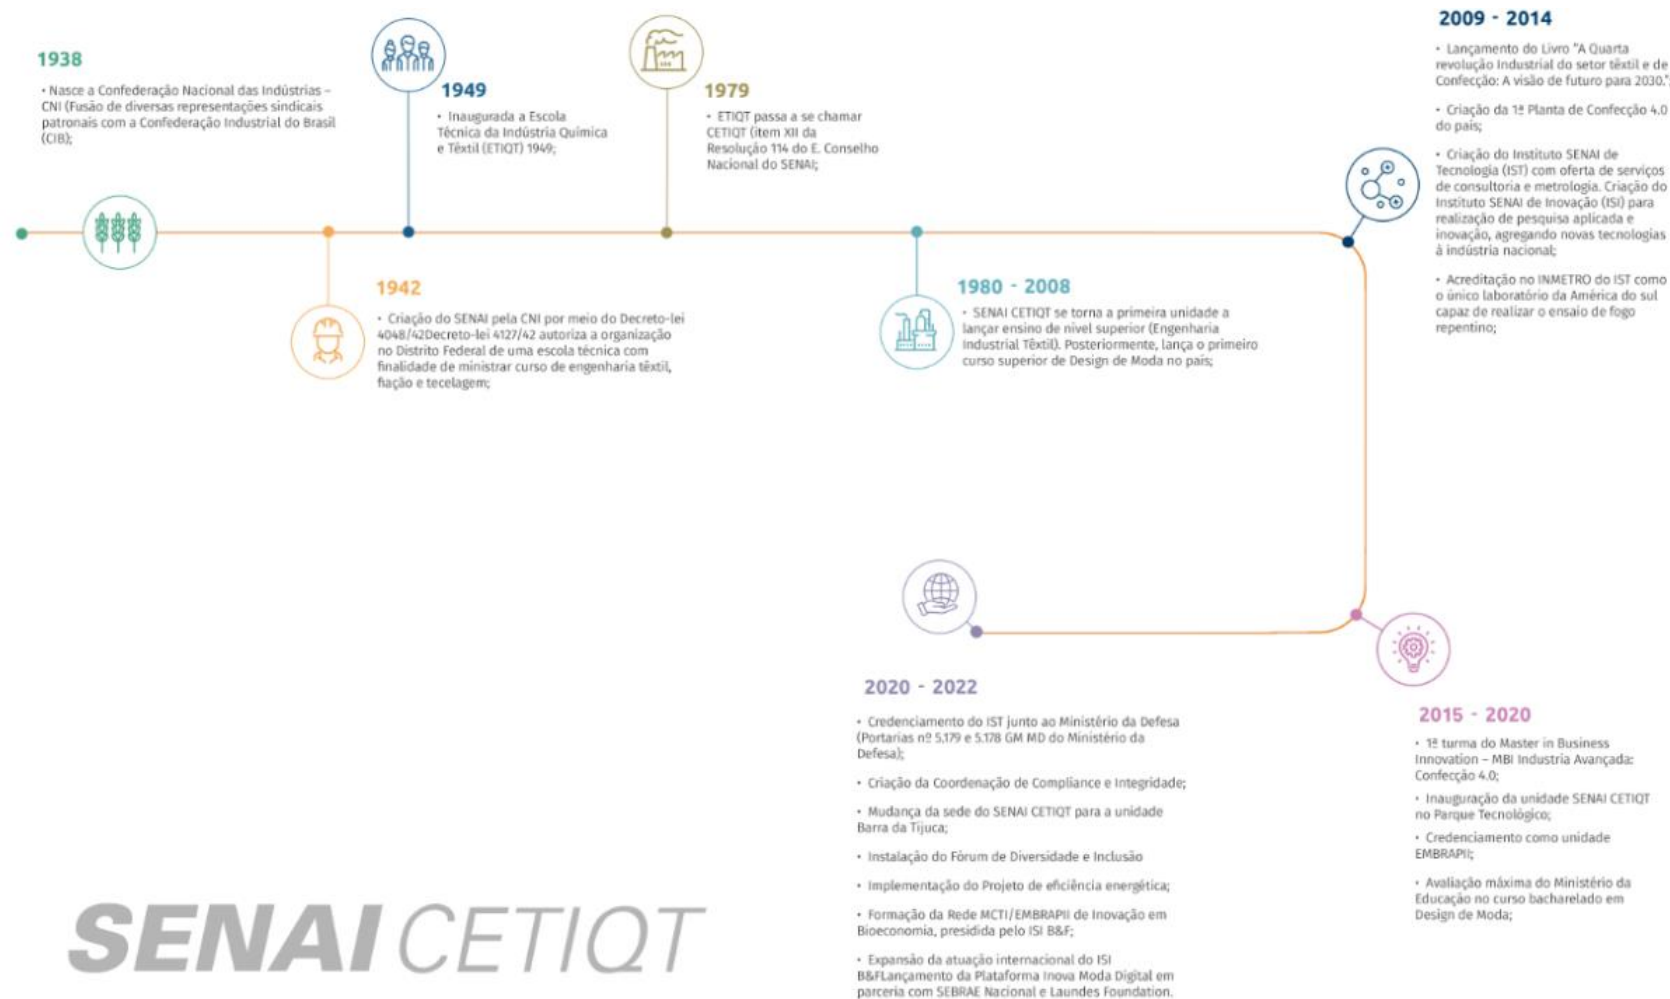 1938
• Nasce a Confederação Nacional das Indústrias –
CNI (Fusão de diversas representações sindicais
patronais com a Confederação Industrial do Brasil
(CIB);
1942
• Criação do SENAI pela CNI por meio do Decreto-lei
4048/42Decreto-lei 4127/42 autoriza a organização
no Distrito Federal de uma escola técnica com
finalidade de ministrar curso de engenharia têxtil,
fiação e tecelagem;
1949
• Inaugurada a Escola
Técnica da Indústria Química
e Têxtil (ETIQT) 1949;
1979
• ETIQT passa a se chamar
CETIQT (item XII da
Resolução 114 do E. Conselho
Nacional do SENAI;
1980 - 2008
• SENAI CETIQT se torna a primeira unidade a
lançar ensino de nível superior (Engenharia
Industrial Têxtil). Posteriormente, lança o primeiro
curso superior de Design de Moda no país;
2009 - 2014
• Lançamento do Livro "A Quarta
revolução Industrial do setor têxtil e de
Confecção: A visão de futuro para 2030.";
• Criação da 1ª Planta de Confecção 4.0
do país;
• Criação do Instituto SENAI de
Tecnologia (IST) com oferta de serviços
de consultoria e metrologia. Criação do
Instituto SENAI de Inovação (ISI) para
realização de pesquisa aplicada e
inovação, agregando novas tecnologias
à indústria nacional;
• Acreditação no INMETRO do IST como
o único laboratório da América do sul
capaz de realizar o ensaio de fogo
repentino;
2015 - 2020
• 1ª turma do Master in Business
Innovation – MBI Industria Avançada:
Confecção 4.0;
• Inauguração da unidade SENAI CETIQT
no Parque Tecnológico;
• Credenciamento como unidade
EMBRAPII;
• Avaliação máxima do Ministério da
Educação no curso bacharelado em
Design de Moda;
2020 - 2022
• Credenciamento do IST junto ao Ministério da Defesa
(Portarias nº 5.179 e 5.178 GM MD do Ministério da
Defesa);
• Criação da Coordenação de Compliance e Integridade;
• Mudança da sede do SENAI CETIQT para a unidade
Barra da Tijuca;
• Instalação do Fórum de Diversidade e Inclusão
• Implementação do Projeto de eficiência energética;
• Formação da Rede MCTI/EMBRAPII de Inovação em
Bioeconomia, presidida pelo ISI B&F;
• Expansão da atuação internacional do ISI
B&FLançamento da Plataforma Inova Moda Digital em
parceria com SEBRAE Nacional e Laundes Foundation.
SENAI CETIQT